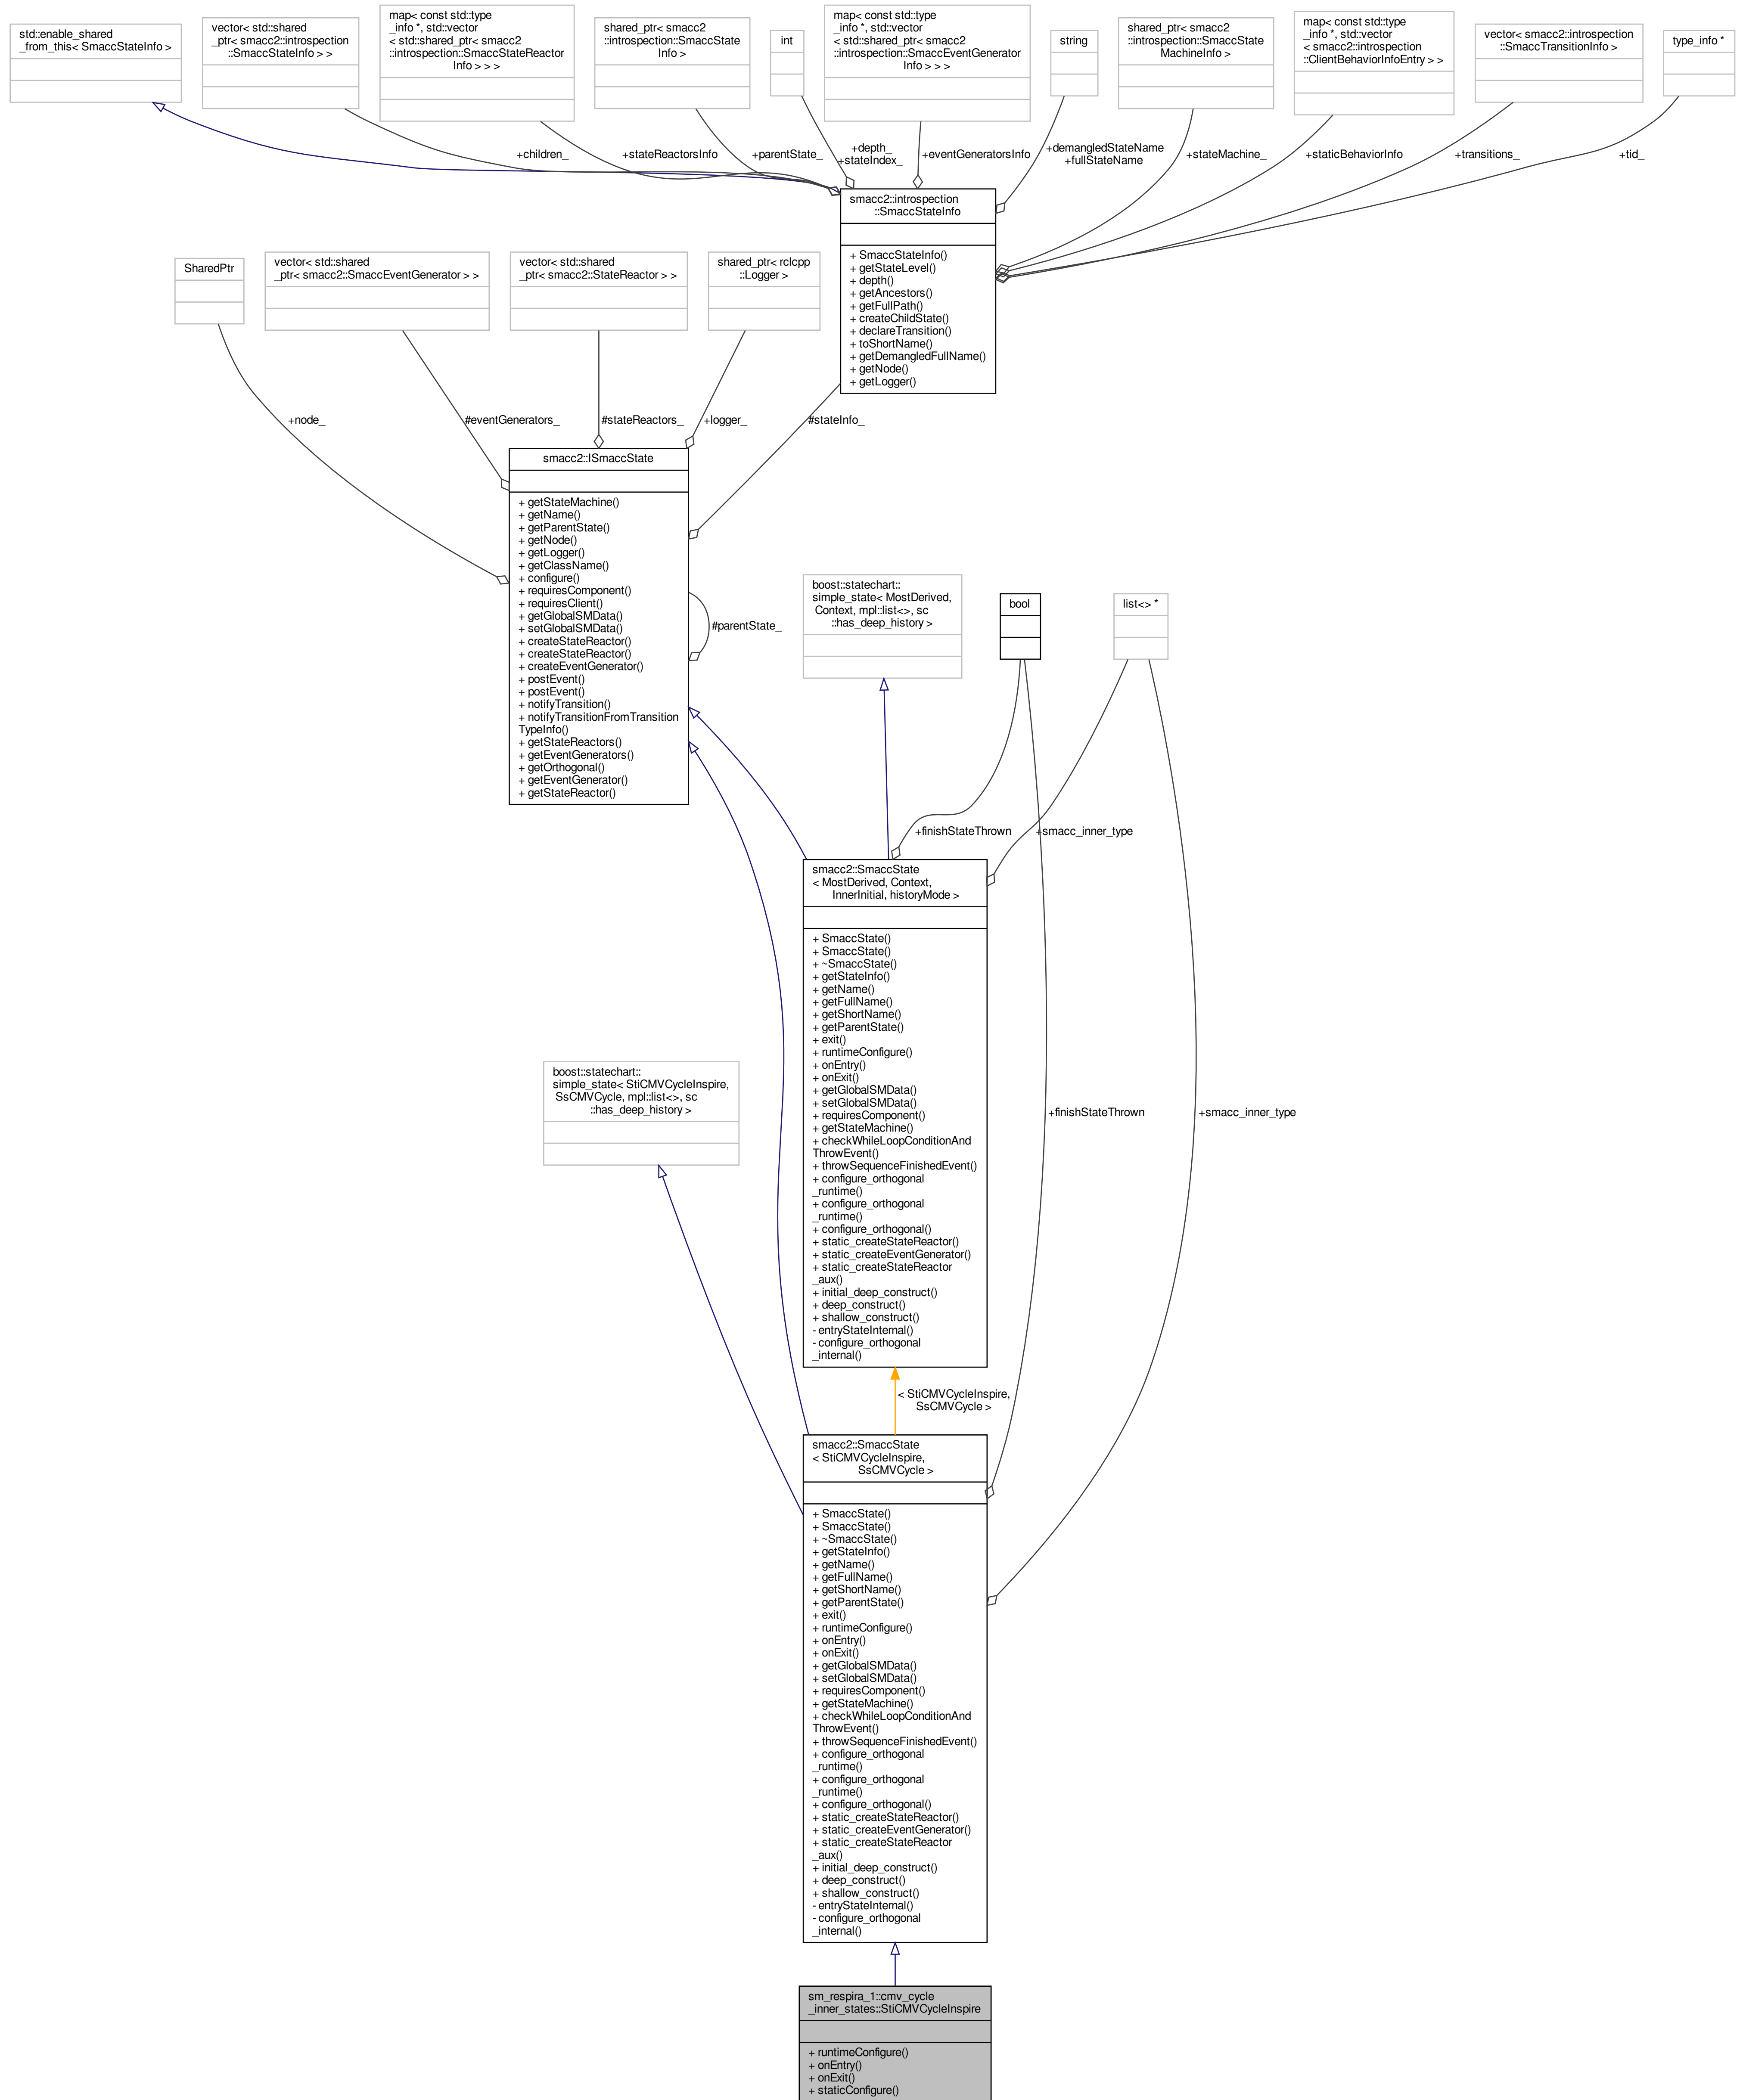 std::enable_shared
_from_this< SmaccStateInfo >
vector< std::shared
_ptr< smacc2::introspection
::SmaccStateInfo > >
map< const std::type
_info *, std::vector
< std::shared_ptr< smacc2
::introspection::SmaccStateReactor
Info > > >
shared_ptr< smacc2
::introspection::SmaccState
Info >
int
map< const std::type
_info *, std::vector
< std::shared_ptr< smacc2
::introspection::SmaccEventGenerator
Info > > >
string
shared_ptr< smacc2
::introspection::SmaccState
MachineInfo >
map< const std::type
_info *, std::vector
< smacc2::introspection
::ClientBehaviorInfoEntry > >
vector< smacc2::introspection
::SmaccTransitionInfo >
type_info *
+children_
+stateReactorsInfo
+parentState_
+depth_
+stateIndex_
+eventGeneratorsInfo
+demangledStateName
+fullStateName
+stateMachine_
+staticBehaviorInfo
+transitions_
+tid_
smacc2::introspection
::SmaccStateInfo
+ SmaccStateInfo()
+ getStateLevel()
+ depth()
+ getAncestors()
+ getFullPath()
+ createChildState()
+ declareTransition()
+ toShortName()
+ getDemangledFullName()
+ getNode()
+ getLogger()
SharedPtr
vector< std::shared
_ptr< smacc2::SmaccEventGenerator > >
vector< std::shared
_ptr< smacc2::StateReactor > >
shared_ptr< rclcpp
::Logger >
+node_
#eventGenerators_
#stateReactors_
+logger_
#stateInfo_
smacc2::ISmaccState
+ getStateMachine()
+ getName()
+ getParentState()
+ getNode()
+ getLogger()
+ getClassName()
+ configure()
+ requiresComponent()
+ requiresClient()
+ getGlobalSMData()
+ setGlobalSMData()
+ createStateReactor()
+ createStateReactor()
+ createEventGenerator()
+ postEvent()
+ postEvent()
+ notifyTransition()
+ notifyTransitionFromTransition
TypeInfo()
+ getStateReactors()
+ getEventGenerators()
+ getOrthogonal()
+ getEventGenerator()
+ getStateReactor()
#parentState_
boost::statechart::
simple_state< MostDerived,
Context, mpl::list<>, sc
::has_deep_history >
bool
list<> *
+finishStateThrown
+smacc_inner_type
smacc2::SmaccState
< MostDerived, Context,
InnerInitial, historyMode >
+ SmaccState()
+ SmaccState()
+ ~SmaccState()
+ getStateInfo()
+ getName()
+ getFullName()
+ getShortName()
+ getParentState()
+ exit()
+ runtimeConfigure()
+ onEntry()
+ onExit()
+ getGlobalSMData()
+ setGlobalSMData()
+ requiresComponent()
+ getStateMachine()
+ checkWhileLoopConditionAnd
ThrowEvent()
+ throwSequenceFinishedEvent()
+ configure_orthogonal
_runtime()
+ configure_orthogonal
_runtime()
+ configure_orthogonal()
+ static_createStateReactor()
+ static_createEventGenerator()
+ static_createStateReactor
_aux()
+ initial_deep_construct()
+ deep_construct()
+ shallow_construct()
- entryStateInternal()
- configure_orthogonal
_internal()
boost::statechart::
simple_state< StiCMVCycleInspire,
SsCMVCycle, mpl::list<>, sc
::has_deep_history >
+finishStateThrown
+smacc_inner_type
< StiCMVCycleInspire,
SsCMVCycle >
smacc2::SmaccState
< StiCMVCycleInspire,
SsCMVCycle >
+ SmaccState()
+ SmaccState()
+ ~SmaccState()
+ getStateInfo()
+ getName()
+ getFullName()
+ getShortName()
+ getParentState()
+ exit()
+ runtimeConfigure()
+ onEntry()
+ onExit()
+ getGlobalSMData()
+ setGlobalSMData()
+ requiresComponent()
+ getStateMachine()
+ checkWhileLoopConditionAnd
ThrowEvent()
+ throwSequenceFinishedEvent()
+ configure_orthogonal
_runtime()
+ configure_orthogonal
_runtime()
+ configure_orthogonal()
+ static_createStateReactor()
+ static_createEventGenerator()
+ static_createStateReactor
_aux()
+ initial_deep_construct()
+ deep_construct()
+ shallow_construct()
- entryStateInternal()
- configure_orthogonal
_internal()
sm_respira_1::cmv_cycle
_inner_states::StiCMVCycleInspire
+ runtimeConfigure()
+ onEntry()
+ onExit()
+ staticConfigure()